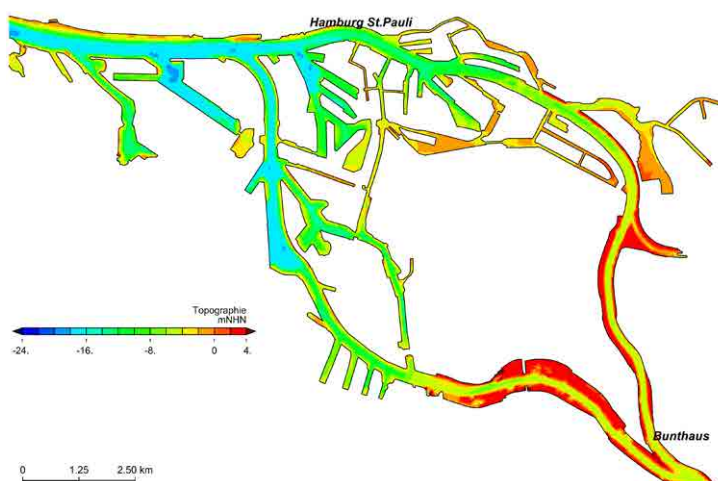 Hamburg St.Pauli
Topographie
mNHN
-24. -16. -8. 0 4.
Bunthaus
0 1.25 2.50 km